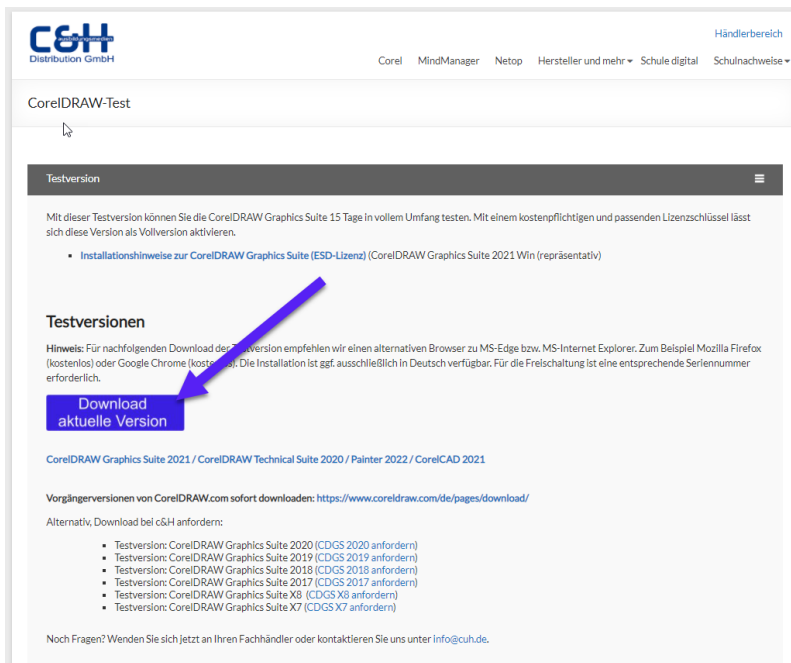 C&H
ausbildungsmedien
Distribution GmbH
Händlerbereich
Corel MindManager Netop Hersteller und mehr Schule digital Schulnachweise
CorelDRAW-Test
Testversion
Mit dieser Testversion können Sie die CorelDRAW Graphics Suite 15 Tage in vollem Umfang testen. Mit einem kostenpflichtigen und passenden Lizenzschlüssel lässt
sich diese Version als Vollversion aktivieren.
Installationshinweise zur CorelDRAW Graphics Suite (ESD-Lizenz) (CorelDRAW Graphics Suite 2021 Win (repräsentativ)
Testversionen
Hinweis: Für nachfolgenden Download der Testversion empfehlen wir einen alternativen Browser zu MS-Edge bzw. MS-Internet Explorer. Zum Beispiel Mozilla Firefox
(kostenlos) oder Google Chrome (kostenlos). Die Installation ist ggf. ausschließlich in Deutsch verfügbar. Für die Freischaltung ist eine entsprechende Seriennummer
erforderlich.
Download
aktuelle Version
CorelDRAW Graphics Suite 2021 / CorelDRAW Technical Suite 2020 / Painter 2022 / CorelCAD 2021
Vorgängerversionen von CorelDRAW.com sofort downloaden: https://www.coreldraw.com/de/pages/download/
Alternativ, Download bei c&H anfordern:
Testversion: CorelDRAW Graphics Suite 2020 (CDGS 2020 anfordern)
Testversion: CorelDRAW Graphics Suite 2019 (CDGS 2019 anfordern)
Testversion: CorelDRAW Graphics Suite 2018 (CDGS 2018 anfordern)
Testversion: CorelDRAW Graphics Suite 2017 (CDGS 2017 anfordern)
Testversion: CorelDRAW Graphics Suite X8 (CDGS X8 anfordern)
Testversion: CorelDRAW Graphics Suite X7 (CDGS X7 anfordern)
Noch Fragen? Wenden Sie sich jetzt an Ihren Fachhändler oder kontaktieren Sie uns unter info@cuh.de.